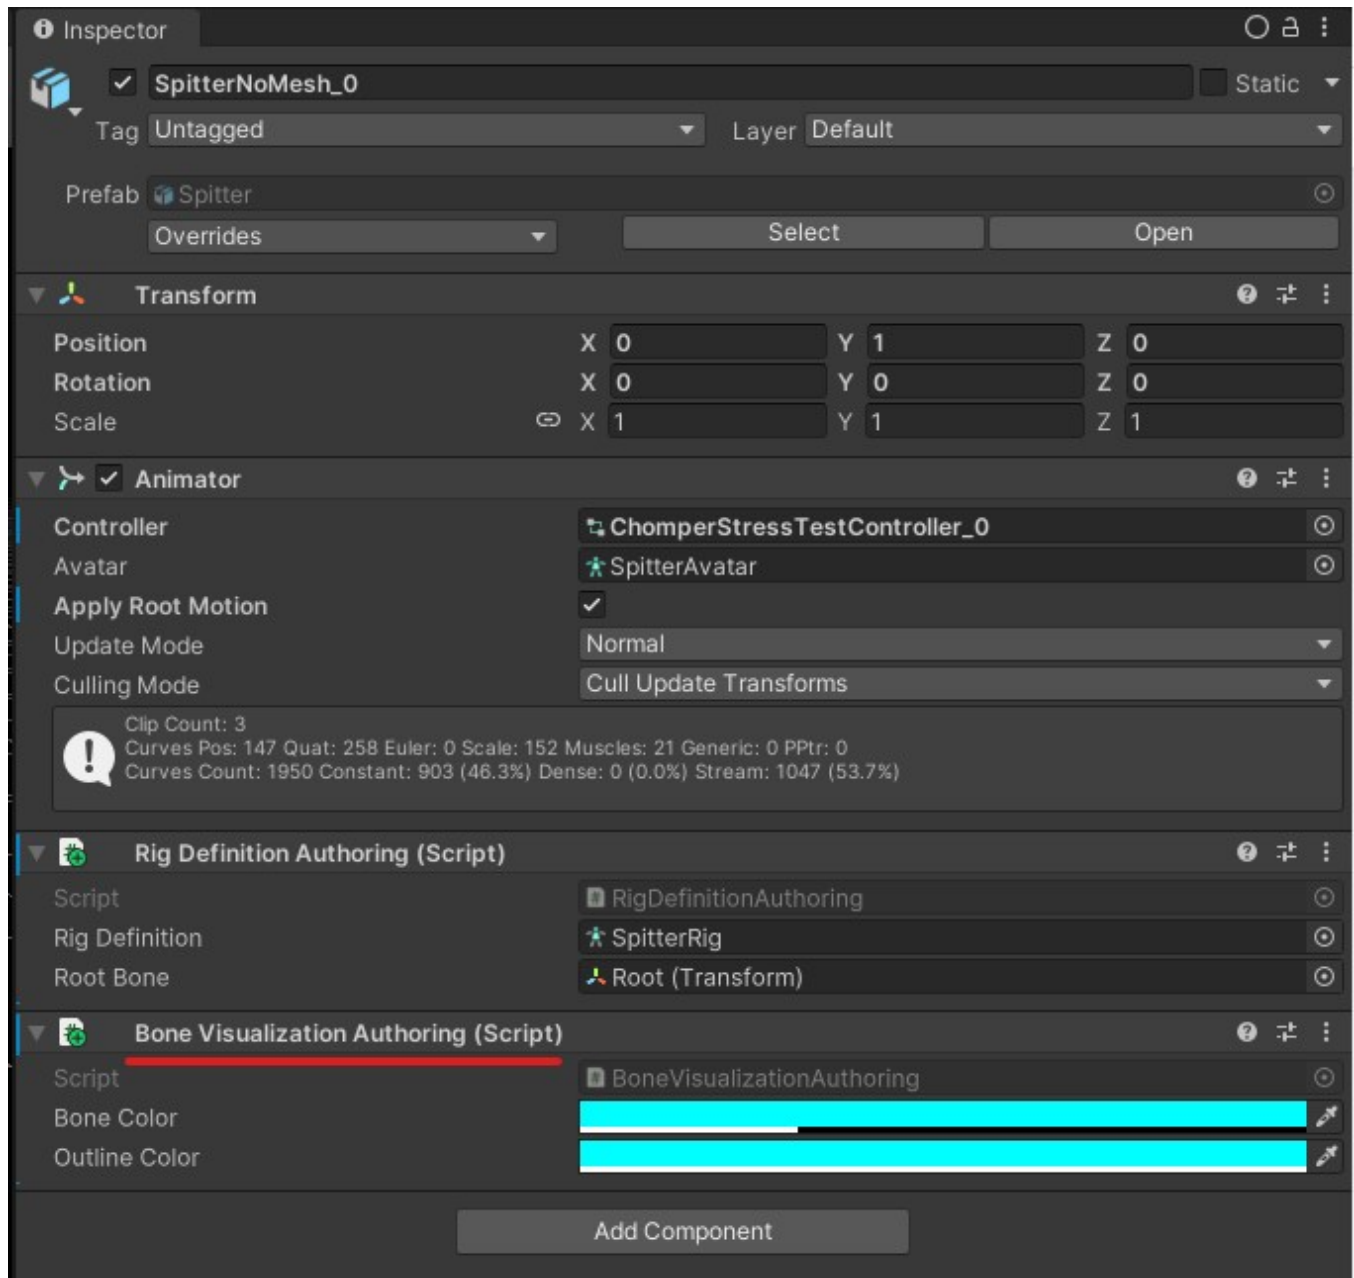 Inspector
SpitterNoMesh_0 Static
Tag Untagged Layer Default
Prefab Spitter
Overrides Select Open
Transform
Position X 0 Y 1 Z 0
Rotation X 0 Y 0 Z 0
Scale X 1 Y 1 Z 1
Animator
Controller ChomperStressTestController_0
Avatar SpitterAvatar
Apply Root Motion
Update Mode Normal
Culling Mode Cull Update Transforms
Clip Count: 3
Curves Pos: 147 Quat: 258 Euler: 0 Scale: 152 Muscles: 21 Generic: 0 PPtr: 0
Curves Count: 1950 Constant: 903 (46.3%) Dense: 0 (0.0%) Stream: 1047 (53.7%)
Rig Definition Authoring (Script)
Script RigDefinitionAuthoring
Rig Definition SpitterRig
Root Bone Root (Transform)
Bone Visualization Authoring (Script)
Script BoneVisualizationAuthoring
Bone Color
Outline Color
Add Component